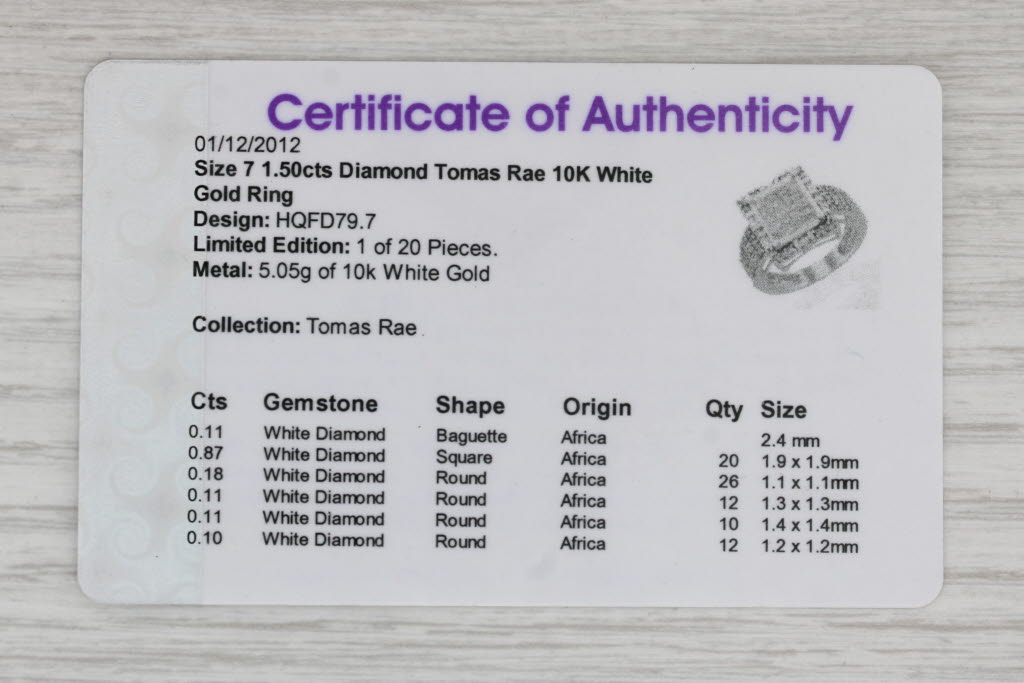 Certificate of Authenticity
01/12/2012
Size 7 1.50cts Diamond Tomas Rae 10K White
Gold Ring
Design: HQFD79.7
Limited Edition: 1 of 20 Pieces.
Metal: 5.05g of 10k White Gold
Collection: Tomas Rae
Cts Gemstone Shape Origin Qty Size
0.11 White Diamond Baguette Africa 2.4 mm
0.87 White Diamond Square Africa 20 1.9 x 1.9mm
0.18 White Diamond Round Africa 26 1.1 x 1.1mm
0.11 White Diamond Round Africa 12 1.3 x 1.3mm
0.11 White Diamond Round Africa 10 1.4 x 1.4mm
0.10 White Diamond Round Africa 12 1.2 x 1.2mm